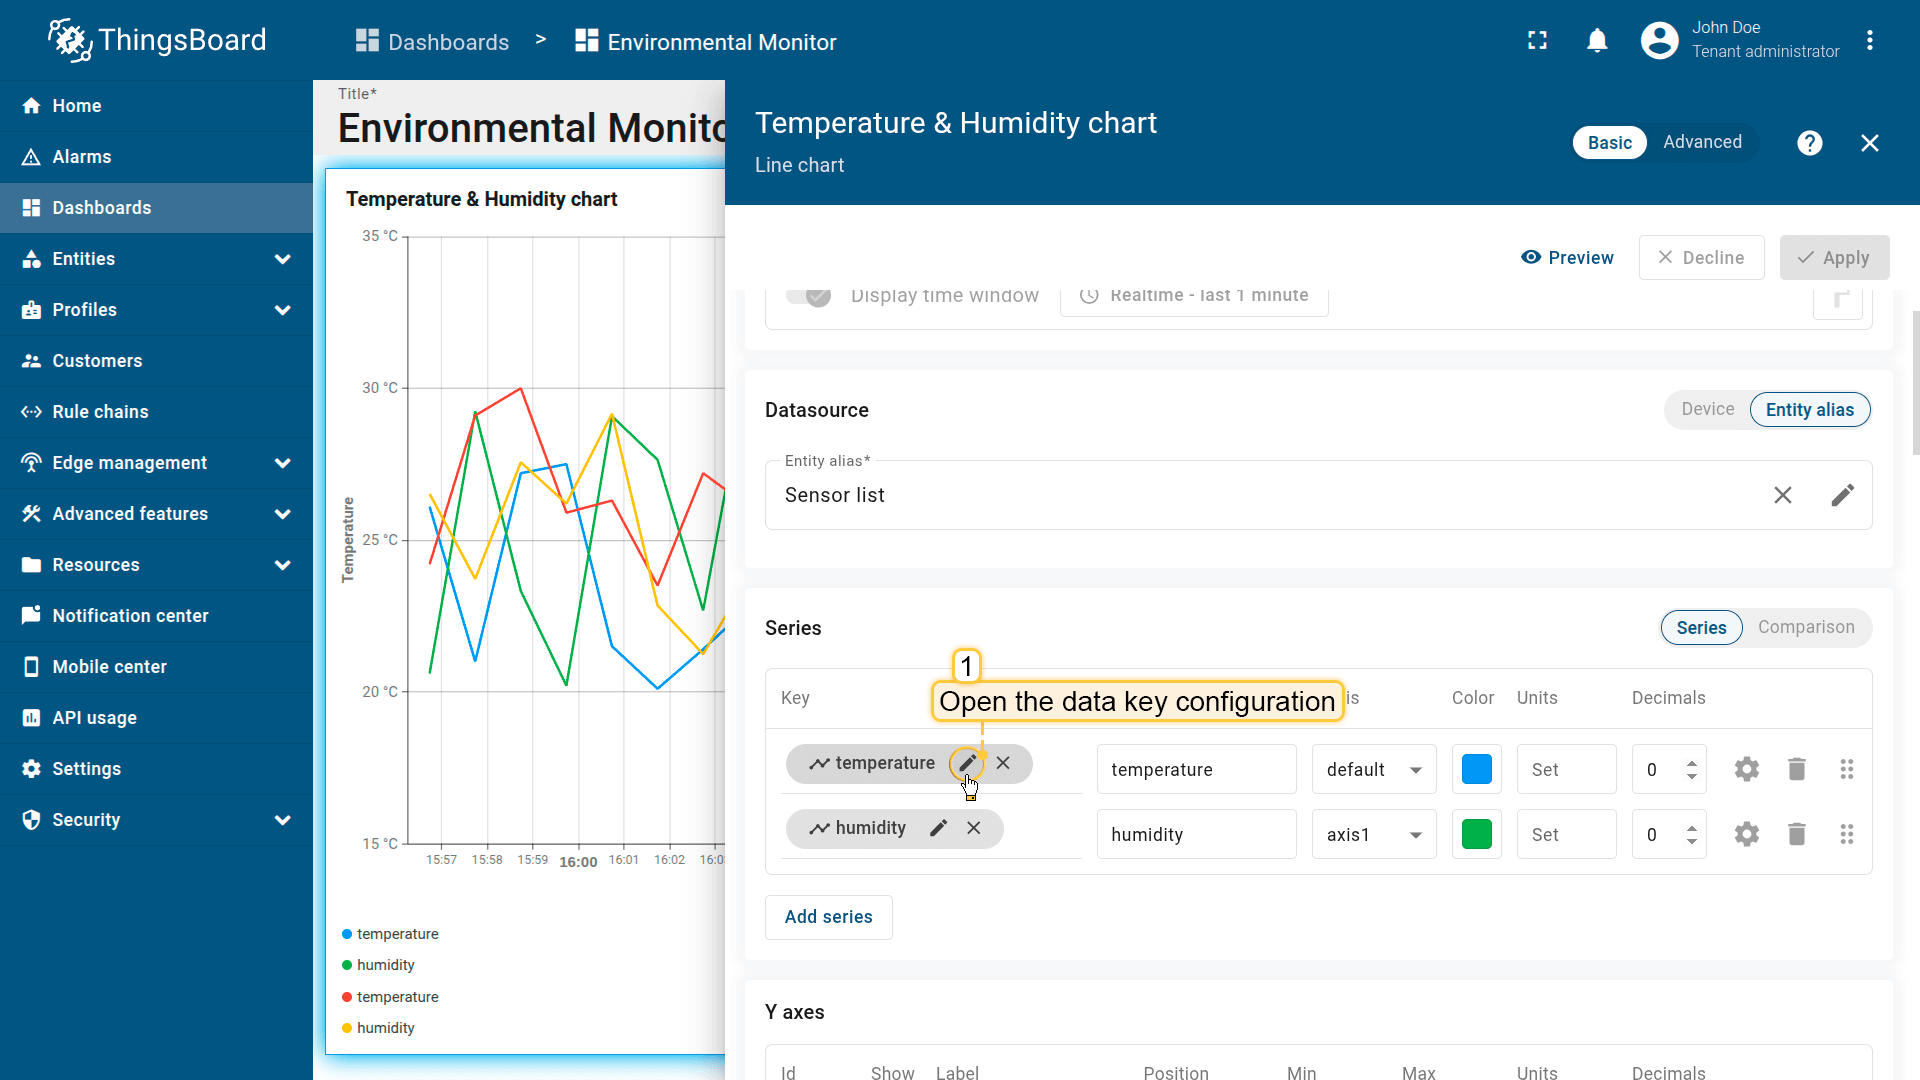 ThingsBoard
Dashboards > Environmental Monitor
John Doe
Tenant administrator
Home
Alarms
Dashboards
Entities
Profiles
Customers
Rule chains
Edge management
Advanced features
Resources
Notification center
Mobile center
API usage
Settings
Security
Title*
Environmental Monito
Temperature & Humidity chart
35 °C
30 °C
25 °C
20 °C
15 °C
Temperature
15:57 15:58 15:59 16:00 16:01 16:02 16:0
temperature
humidity
temperature
humidity
Temperature & Humidity chart
Line chart
Basic Advanced
Preview Decline Apply
Display time window Realtime - last 1 minute
Datasource
Device Entity alias
Entity alias*
Sensor list
Series
Series Comparison
1
Open the data key configuration
Key is Color Units Decimals
temperature temperature default Set 0
humidity humidity axis1 Set 0
Add series
Y axes
Id Show Label Position Min Max Units Decimals